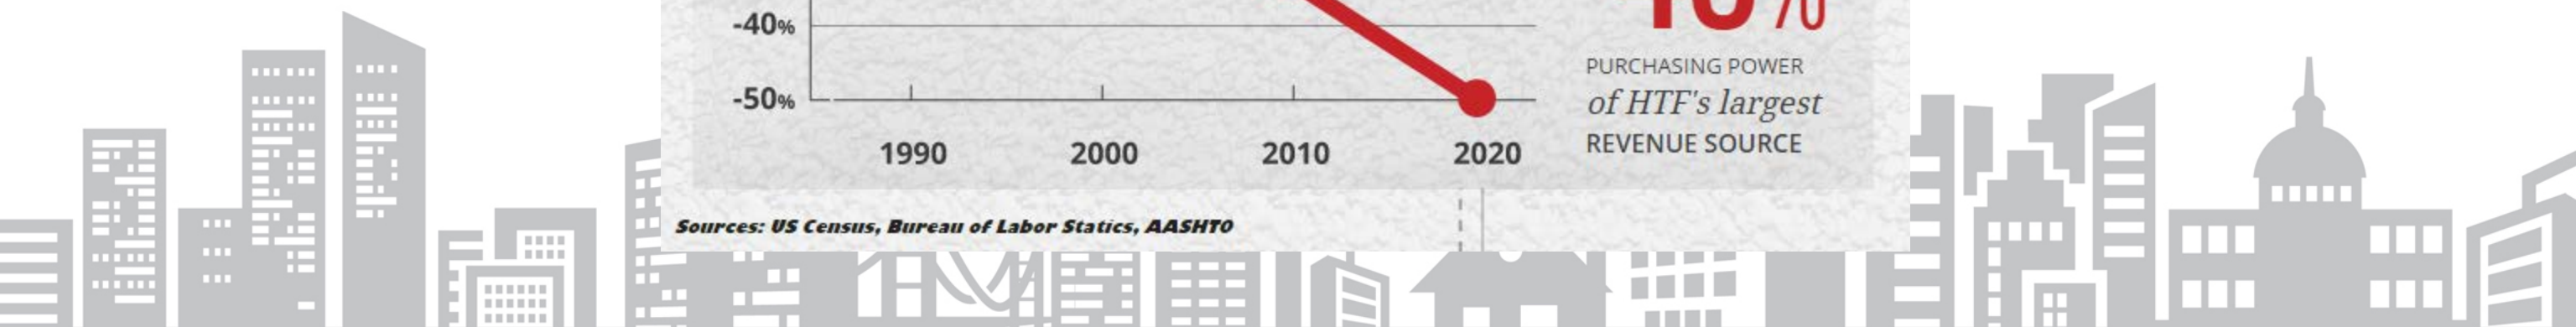 -40%
-50%
1990 2000 2010 2020
PURCHASING POWER
of HTF's largest
REVENUE SOURCE
Sources: US Census, Bureau of Labor Statics, AASHTO